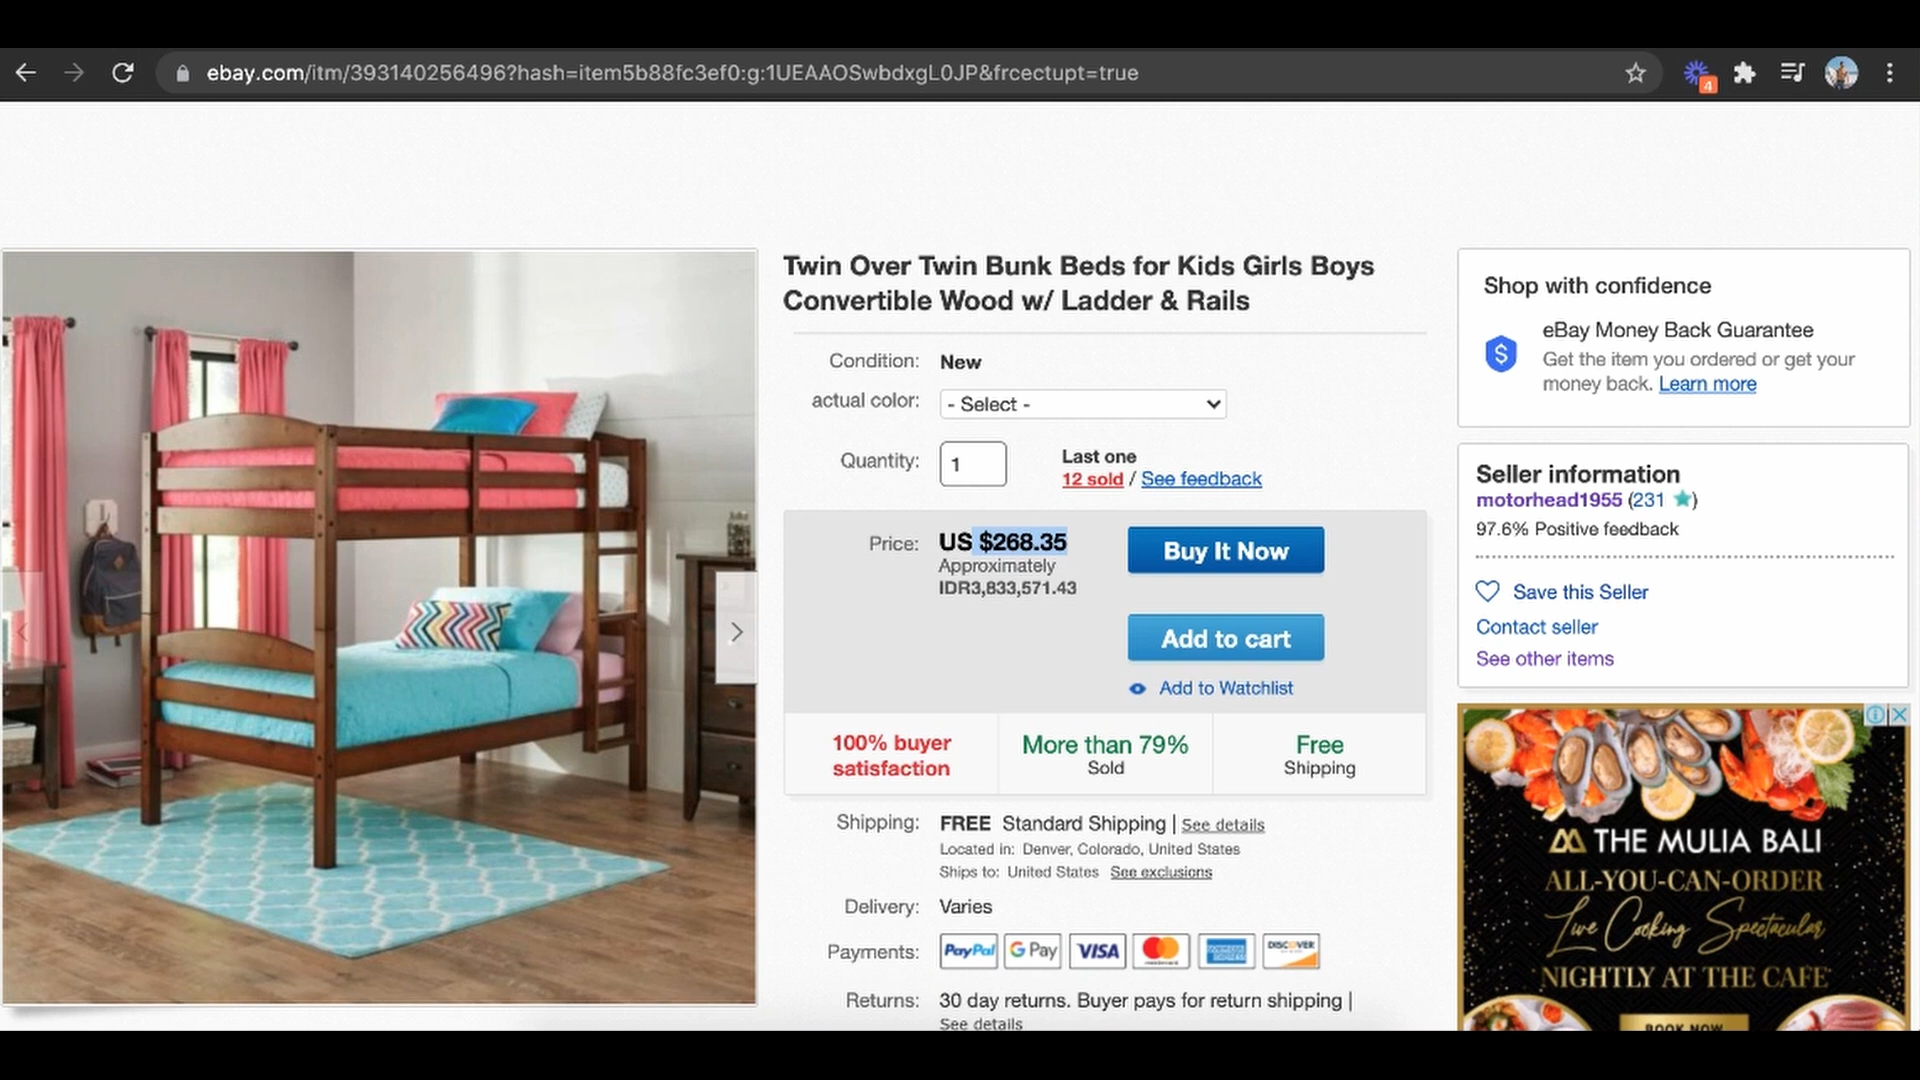 ebay.com/itm/393140256496?hash=item5b88fc3ef0:g:1UEAAOSwbdxgL0JP&frcectupt=true
4
Twin Over Twin Bunk Beds for Kids Girls Boys
Convertible Wood w/ Ladder & Rails
Condition: New
actual color: - Select -
Quantity: 1
Last one
12 sold / See feedback
Price: US $268.35
Approximately
IDR3,833,571.43
Buy It Now
Add to cart
Add to Watchlist
100% buyer
satisfaction
More than 79%
Sold
Free
Shipping
Shipping: FREE Standard Shipping | See details
Located in: Denver, Colorado, United States
Ships to: United States See exclusions
Delivery: Varies
Payments: PayPal G Pay VISA mastercard AMERICAN EXPRESS DISCOVER
Returns: 30 day returns. Buyer pays for return shipping |
See details
Shop with confidence
eBay Money Back Guarantee
Get the item you ordered or get your
money back. Learn more
Seller information
motorhead1955 (231)
97.6% Positive feedback
Save this Seller
Contact seller
See other items
THE MULIA BALI
ALL-YOU-CAN-ORDER
Live Cooking Spectacular
NIGHTLY AT THE CAFE
BOOK NOW